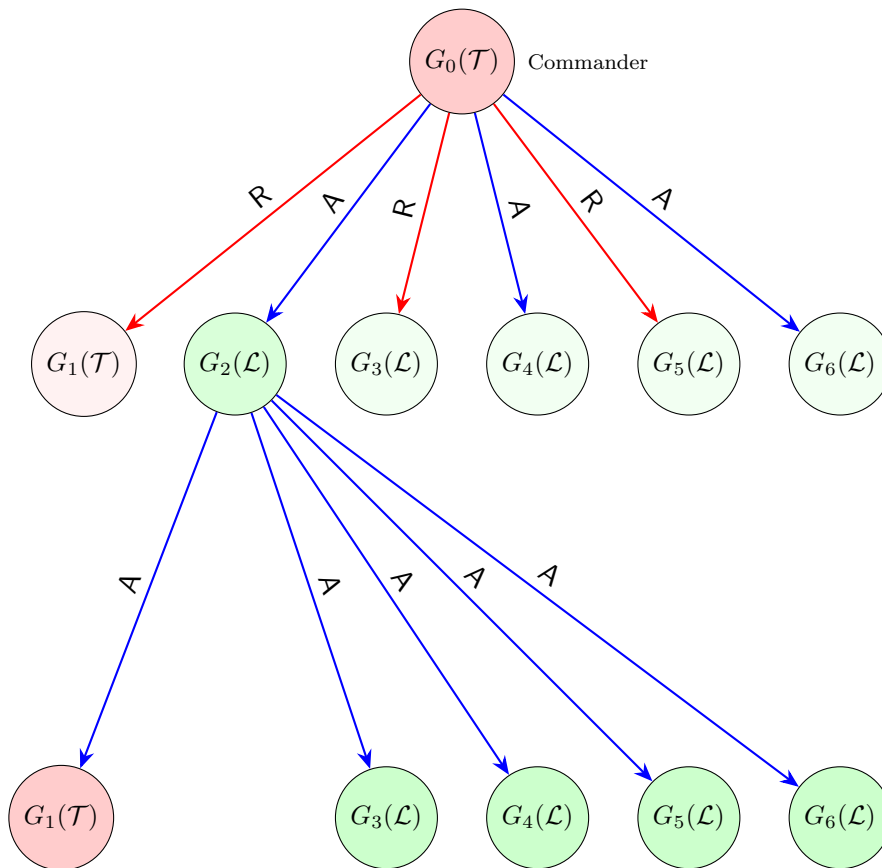 G₀(𝒯) Commander
R A R A R A
G₁(𝒯) G₂(ℒ) G₃(ℒ) G₄(ℒ) G₅(ℒ) G₆(ℒ)
A A A A A
G₁(𝒯) G₃(ℒ) G₄(ℒ) G₅(ℒ) G₆(ℒ)